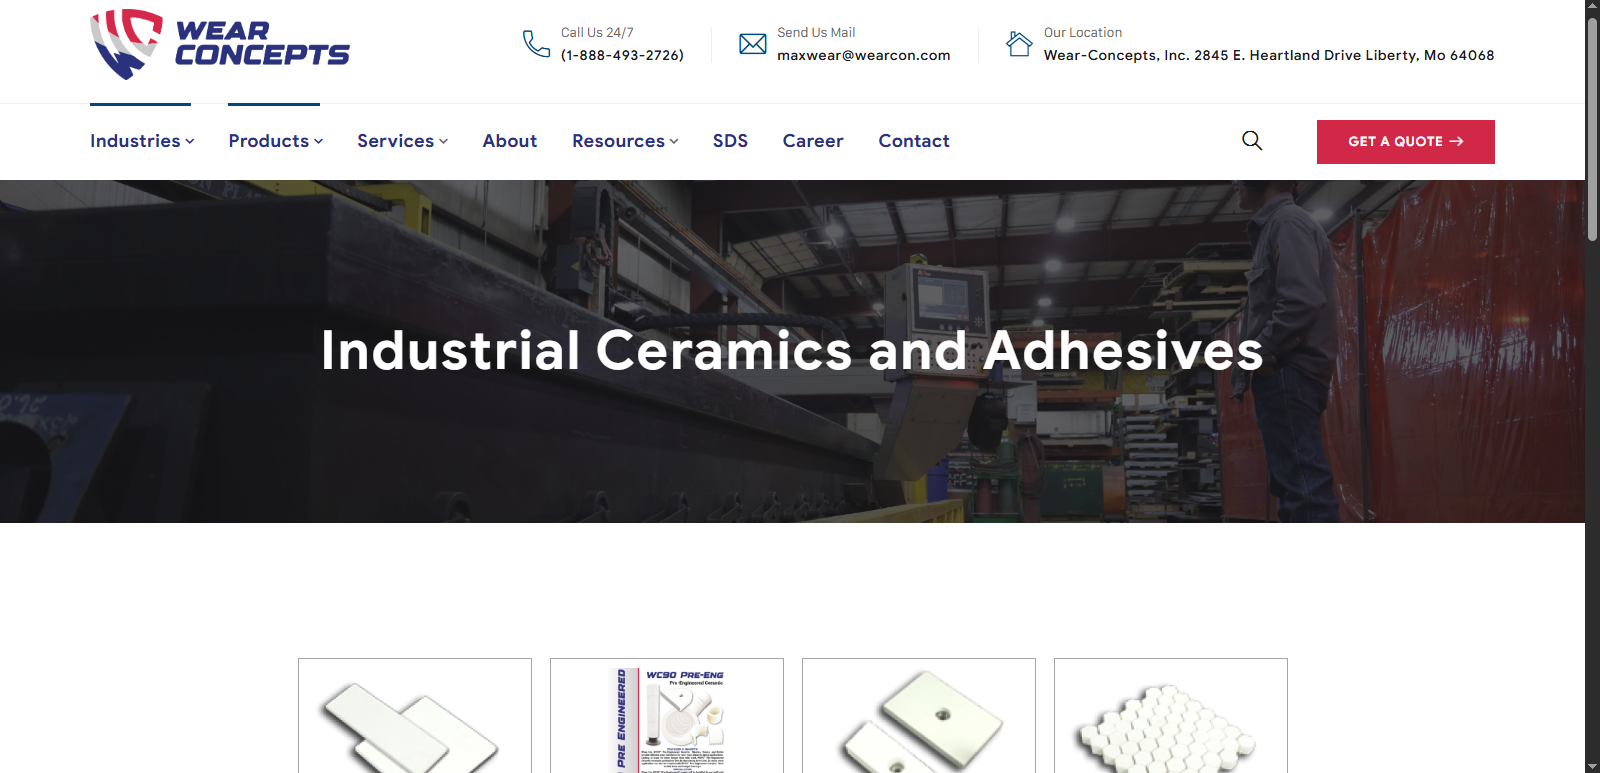 WEAR
CONCEPTS
Call Us 24/7
(1-888-493-2726)
Send Us Mail
maxwear@wearcon.com
Our Location
Wear-Concepts, Inc. 2845 E. Heartland Drive Liberty, Mo 64068
Industries
Products
Services
About
Resources
SDS
Career
Contact
GET A QUOTE
Industrial Ceramics and Adhesives
PRE ENGINEERED
WC90 PRE-ENG
Pre-Engineered Ceramic